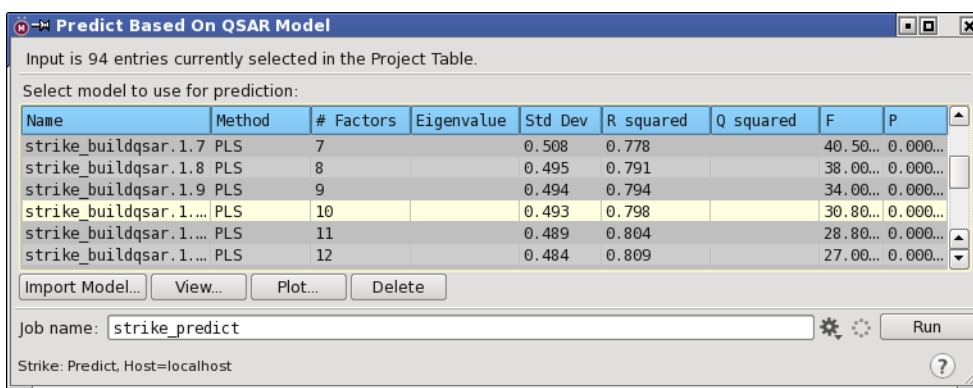 Predict Based On QSAR Model
Input is 94 entries currently selected in the Project Table.
Select model to use for prediction:
Name Method # Factors Eigenvalue Std Dev R squared Q squared F P
strike_buildqsar.1.7 PLS 7 0.508 0.778 40.50... 0.000...
strike_buildqsar.1.8 PLS 8 0.495 0.791 38.00... 0.000...
strike_buildqsar.1.9 PLS 9 0.494 0.794 34.00... 0.000...
strike_buildqsar.1.... PLS 10 0.493 0.798 30.80... 0.000...
strike_buildqsar.1.... PLS 11 0.489 0.804 28.80... 0.000...
strike_buildqsar.1.... PLS 12 0.484 0.809 27.00... 0.000...
Import Model... View... Plot... Delete
Job name: strike_predict Run
Strike: Predict, Host=localhost ?